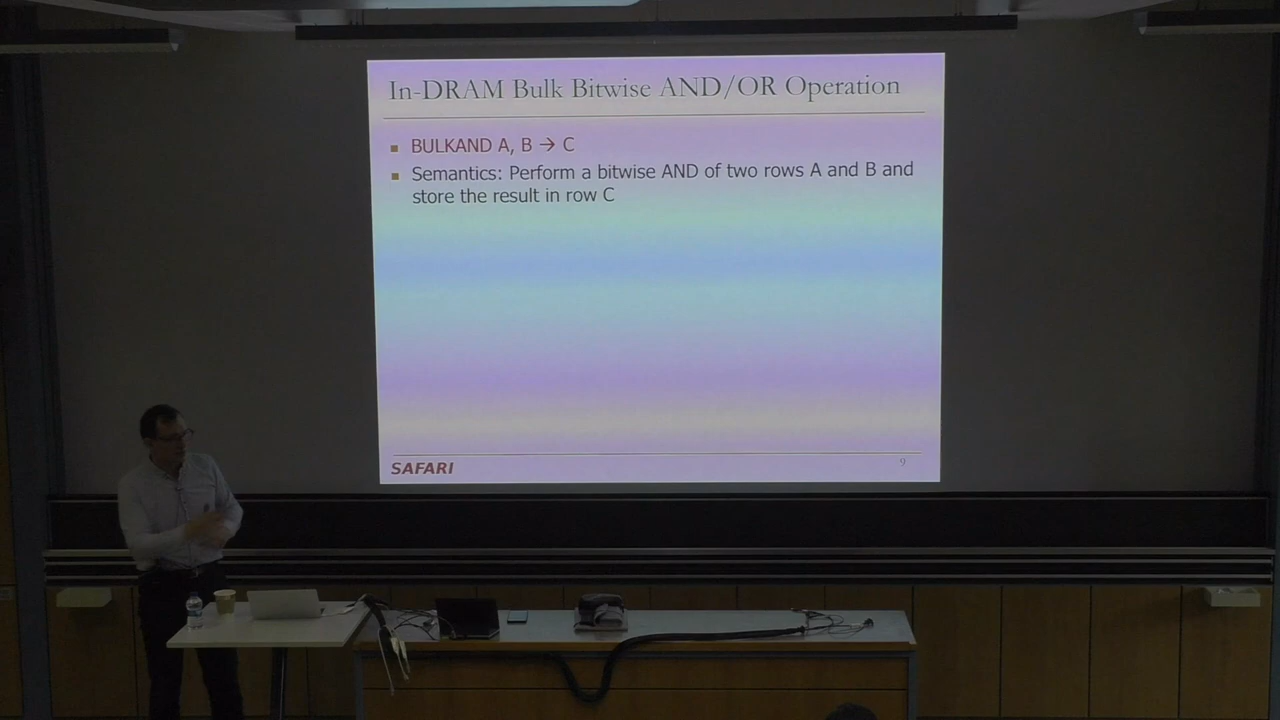 In-DRAM Bulk Bitwise AND/OR Operation
BULKAND A, B → C
Semantics: Perform a bitwise AND of two rows A and B and
store the result in row C
SAFARI
9